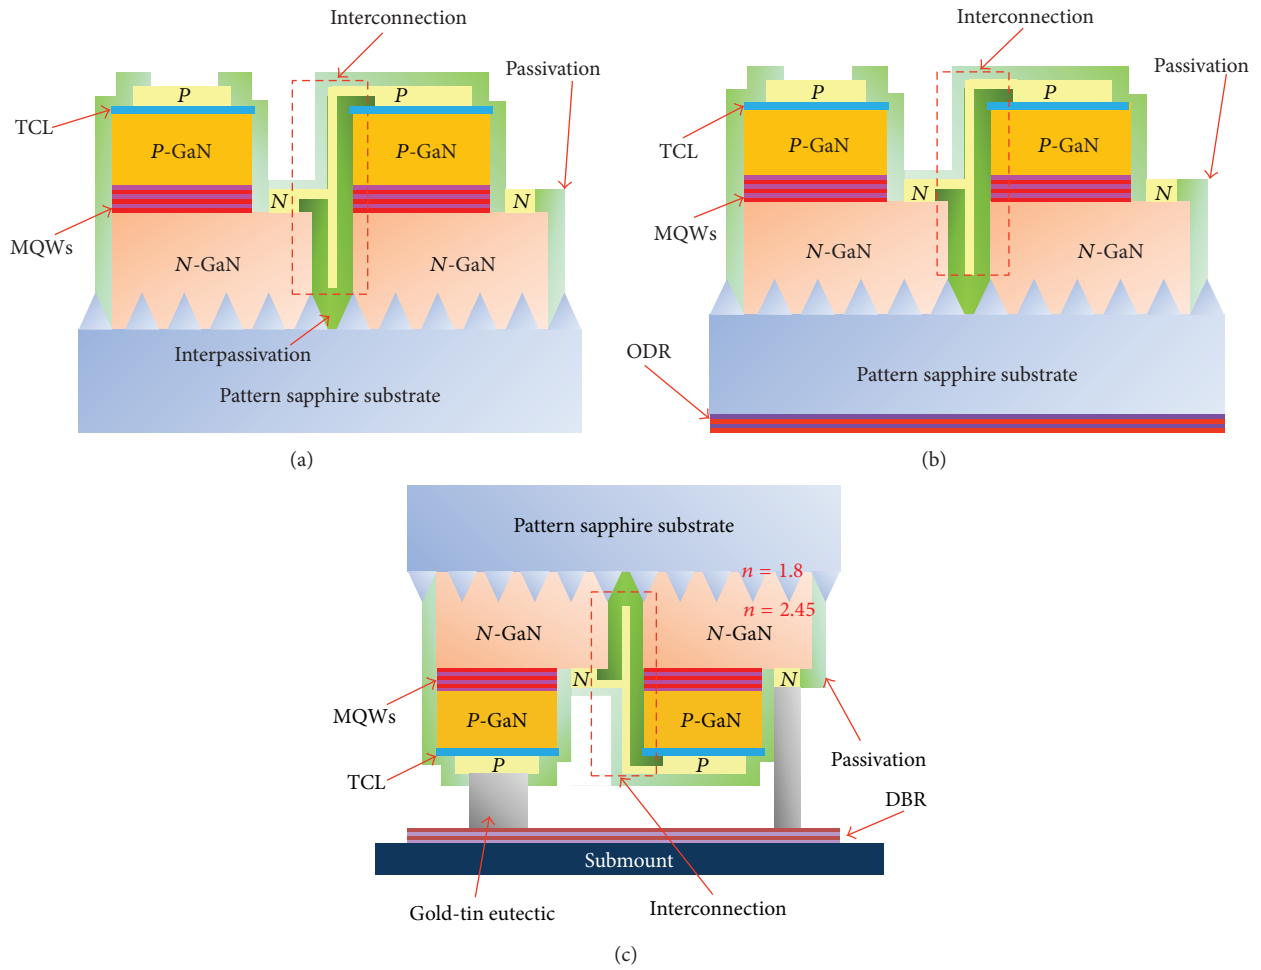 Interconnection
Passivation
P
P
TCL
P-GaN
P-GaN
N
N
MQWs
N-GaN
N-GaN
Interpassivation
Pattern sapphire substrate
(a)
Interconnection
Passivation
P
P
TCL
P-GaN
P-GaN
N
N
MQWs
N-GaN
N-GaN
ODR
Pattern sapphire substrate
(b)
Pattern sapphire substrate
n = 1.8
n = 2.45
N-GaN
N-GaN
N
N
MQWs
P-GaN
P-GaN
Passivation
TCL
P
P
DBR
Submount
Gold-tin eutectic
Interconnection
(c)